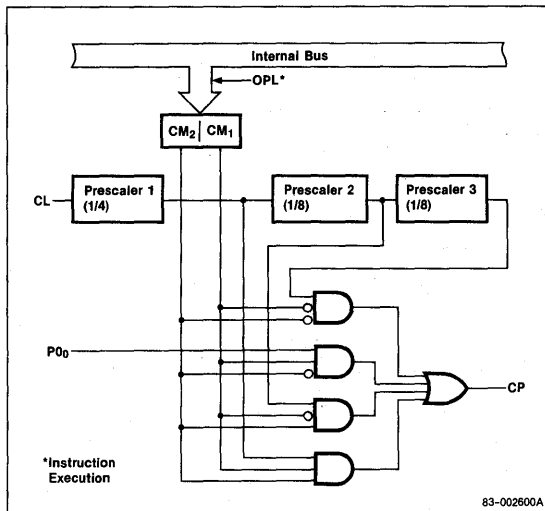 Internal Bus
OPL*
CM₂ CM₁
CL
Prescaler 1
(1/4)
Prescaler 2
(1/8)
Prescaler 3
(1/8)
P0₀
CP
*Instruction
Execution
83-002600A